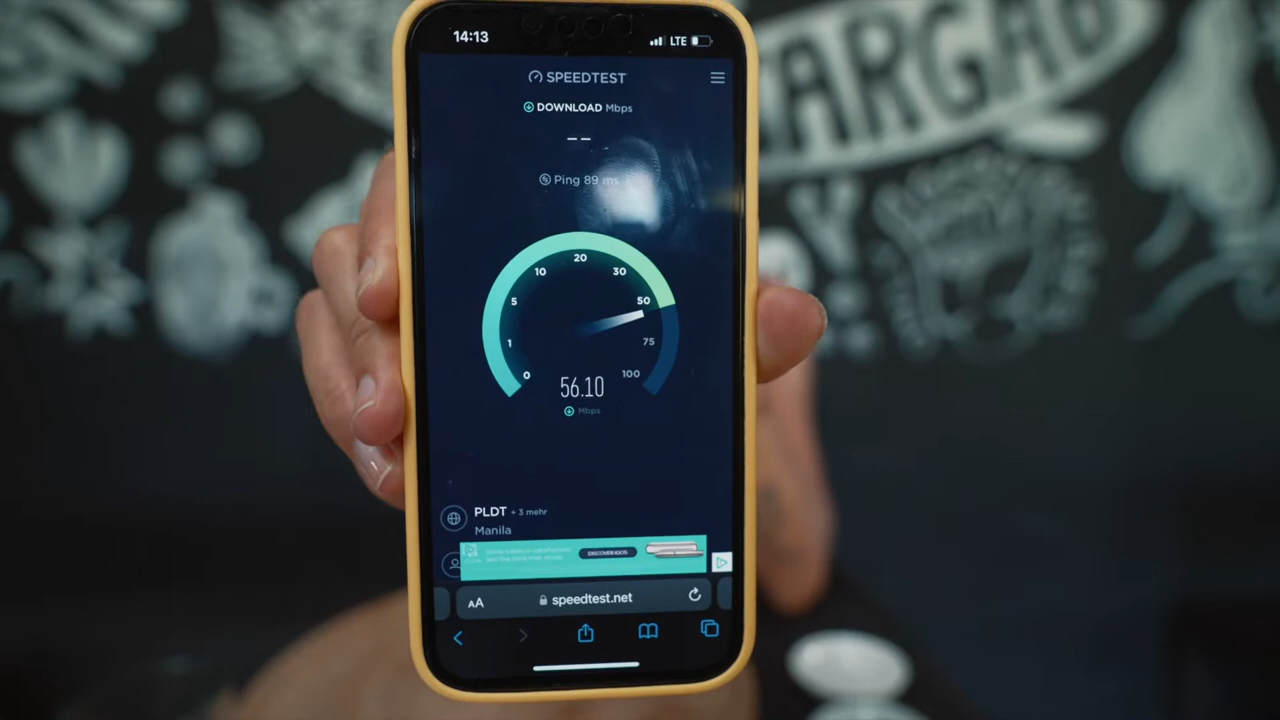 14:13
LTE
SPEEDTEST
DOWNLOAD Mbps
Ping 89 ms
20
10
30
5
50
1
75
0
100
56.10
Mbps
PLDT + 3 mehr
Manila
DISCOVER IQOS
AA speedtest.net